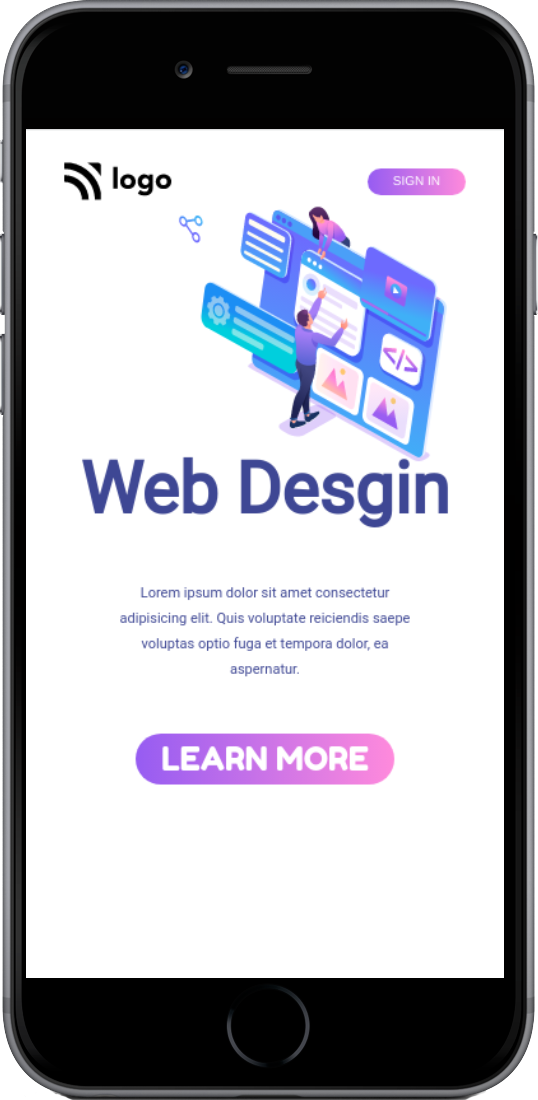 logo
SIGN IN
</>
Web Desgin
Lorem ipsum dolor sit amet consectetur
adipisicing elit. Quis voluptate reiciendis saepe
voluptas optio fuga et tempora dolor, ea
aspernatur.
LEARN MORE